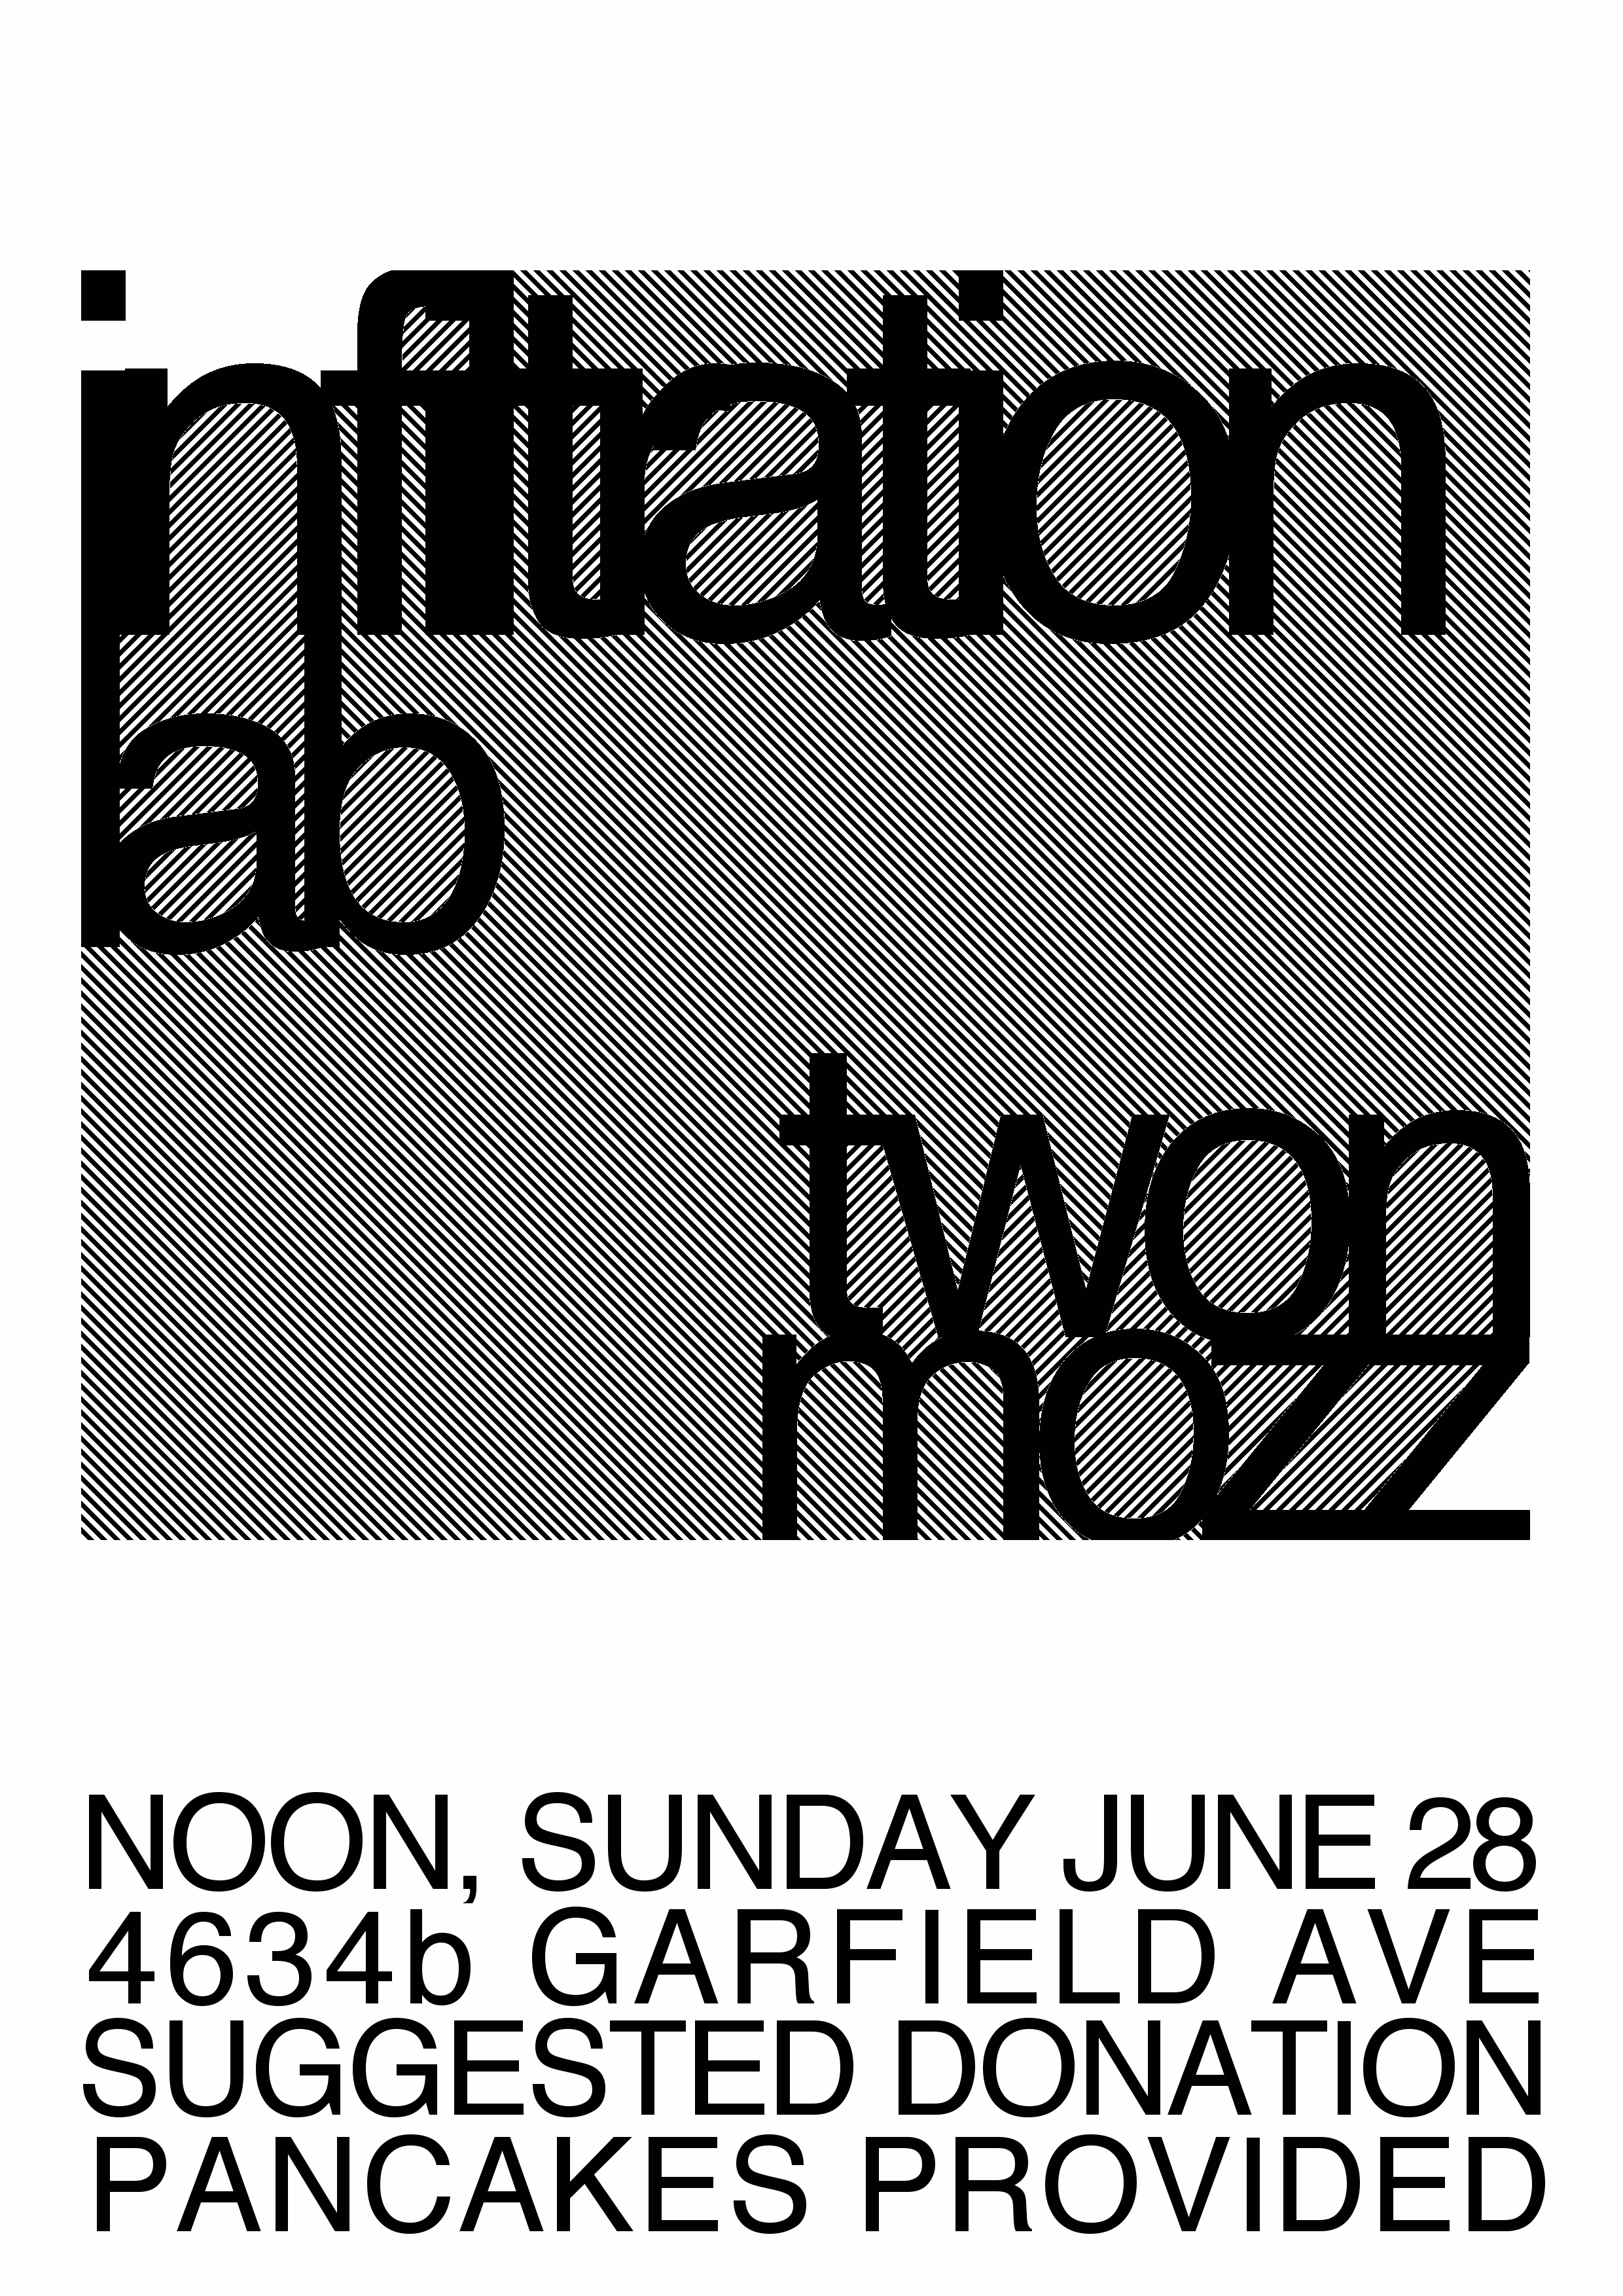 infiltration
lab
twon
mozz
NOON, SUNDAY JUNE 28
4634b GARFIELD AVE
SUGGESTED DONATION
PANCAKES PROVIDED